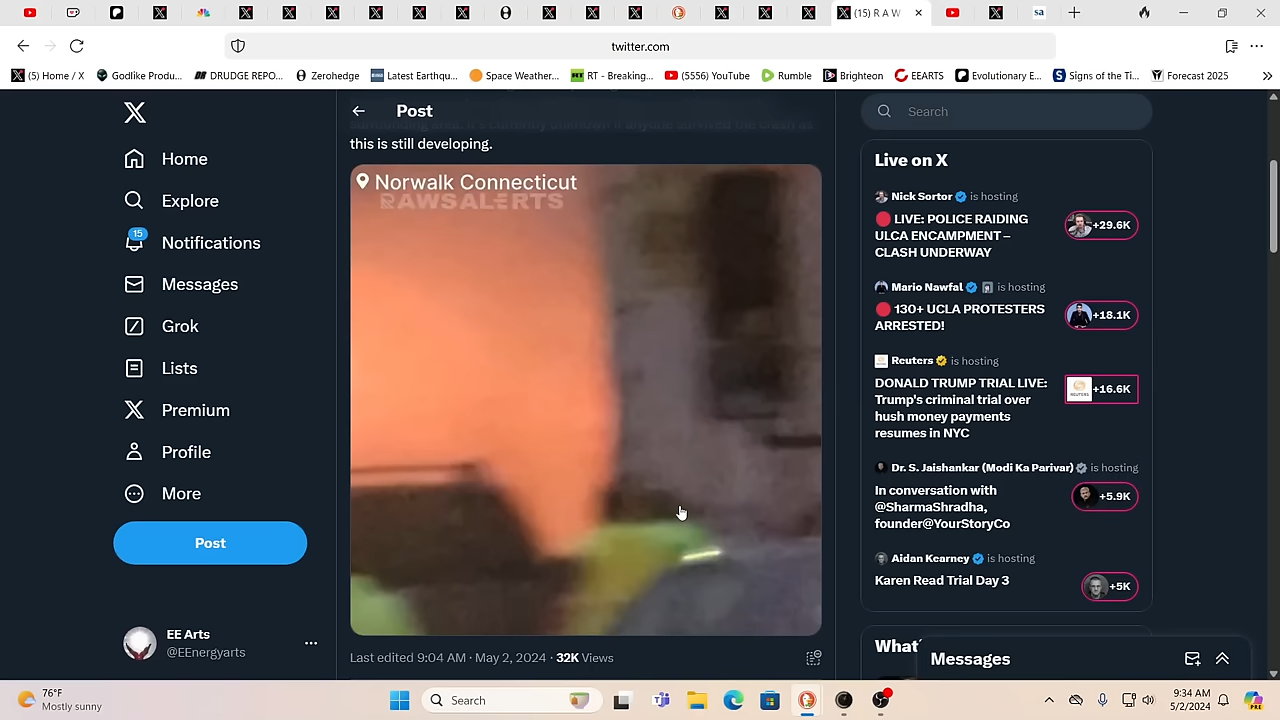 (15) R A W
sa
twitter.com
(5) Home / X
Godlike Produ...
DRUDGE REPO...
Zerohedge
Latest Earthqu...
Space Weather...
RT - Breaking...
(5556) YouTube
Rumble
Brighteon
EEARTS
Evolutionary E...
Signs of the Ti...
Forecast 2025
Home
Explore
15
Notifications
Messages
Grok
Lists
Premium
Profile
More
Post
EE Arts
@EEnergyarts
Post
this is still developing.
Norwalk Connecticut
RAWSALERTS
Last edited 9:04 AM · May 2, 2024 · 32K Views
Search
Live on X
Nick Sortor is hosting
LIVE: POLICE RAIDING
ULCA ENCAMPMENT –
CLASH UNDERWAY
+29.6K
Mario Nawfal is hosting
130+ UCLA PROTESTERS
ARRESTED!
+18.1K
Reuters is hosting
DONALD TRUMP TRIAL LIVE:
Trump's criminal trial over
hush money payments
resumes in NYC
REUTERS
+16.6K
Dr. S. Jaishankar (Modi Ka Parivar) is hosting
In conversation with
@SharmaShradha,
founder@YourStoryCo
+5.9K
Aidan Kearney is hosting
Karen Read Trial Day 3
+5K
What'
Messages
76°F
Mostly sunny
Search
9:34 AM
5/2/2024
PRE